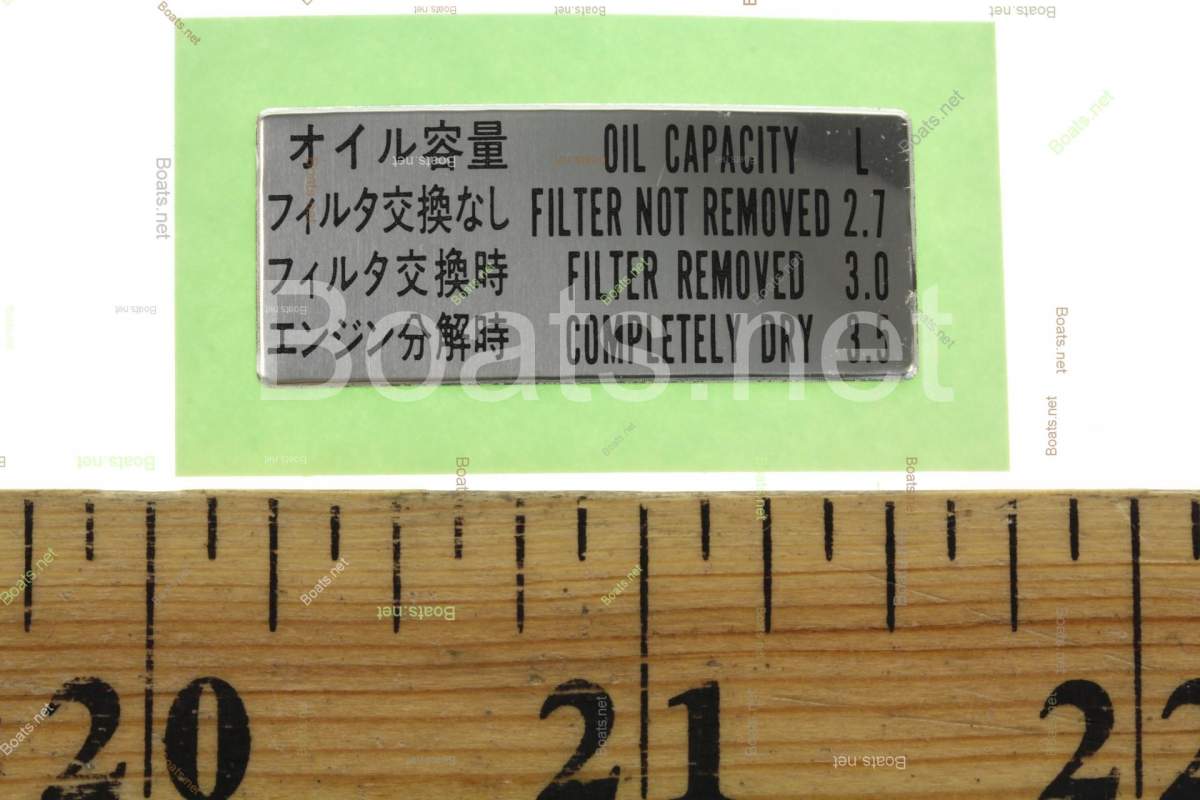 オイル容量 OIL CAPACITY L
フィルタ交換なし FILTER NOT REMOVED 2.7
フィルタ交換時 FILTER REMOVED 3.0
エンジン分解時 COMPLETELY DRY 3.5
Boats.net
20 21 22